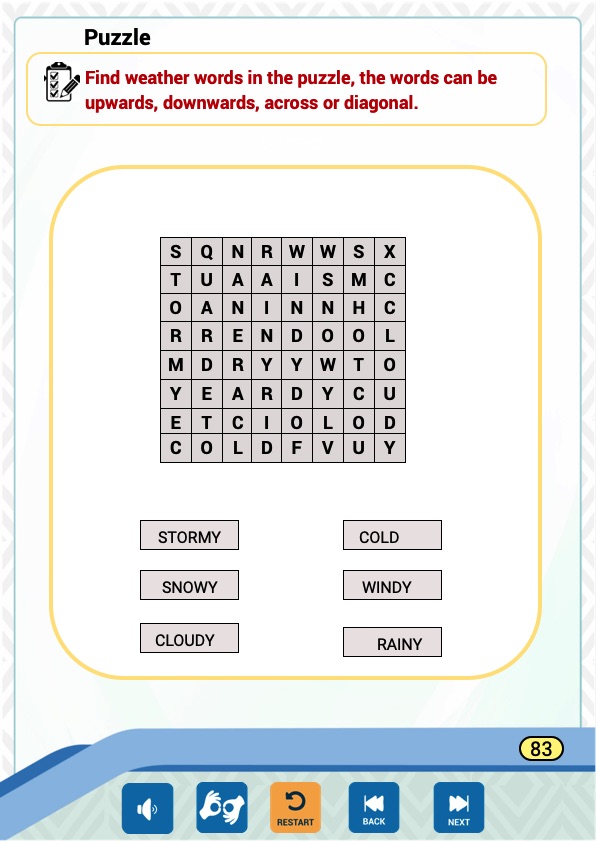 Puzzle
Find weather words in the puzzle, the words can be
upwards, downwards, across or diagonal.
S Q N R W W S X
T U A A I S M C
O A N I N N H C
R R E N D O O L
M D R Y Y W T O
Y E A R D Y C U
E T C I O L O D
C O L D F V U Y
STORMY COLD
SNOWY WINDY
CLOUDY RAINY
83
RESTART BACK NEXT